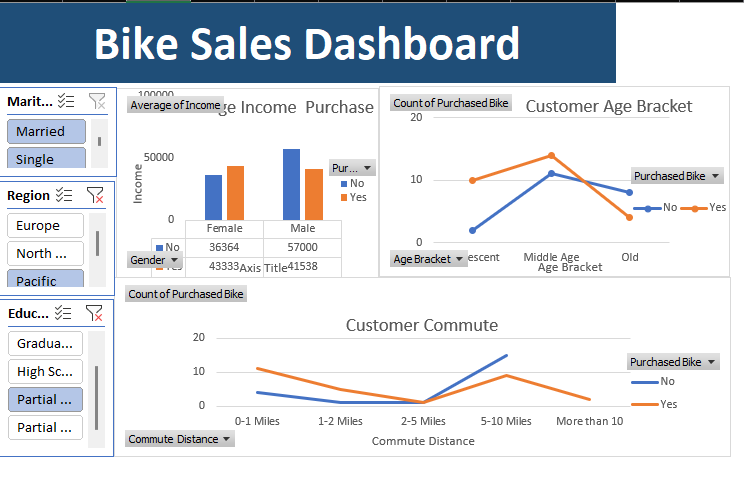 Bike Sales Dashboard
Marit...
Married
Single
Region
Europe
North ...
Pacific
Educ...
Gradua...
High Sc...
Partial ...
Partial ...
100000
Average of Income
ge Income Purchase
50000
0
Income
Pur...
No
Yes
Female
Male
No
36364
57000
43333
41538
Gender
Axis Title
Count of Purchased Bike
Customer Age Bracket
20
10
0
Purchased Bike
No
Yes
escent
Middle Age
Old
Age Bracket
Age Bracket
Count of Purchased Bike
Customer Commute
20
10
0
Purchased Bike
No
Yes
0-1 Miles
1-2 Miles
2-5 Miles
5-10 Miles
More than 10
Commute Distance
Commute Distance